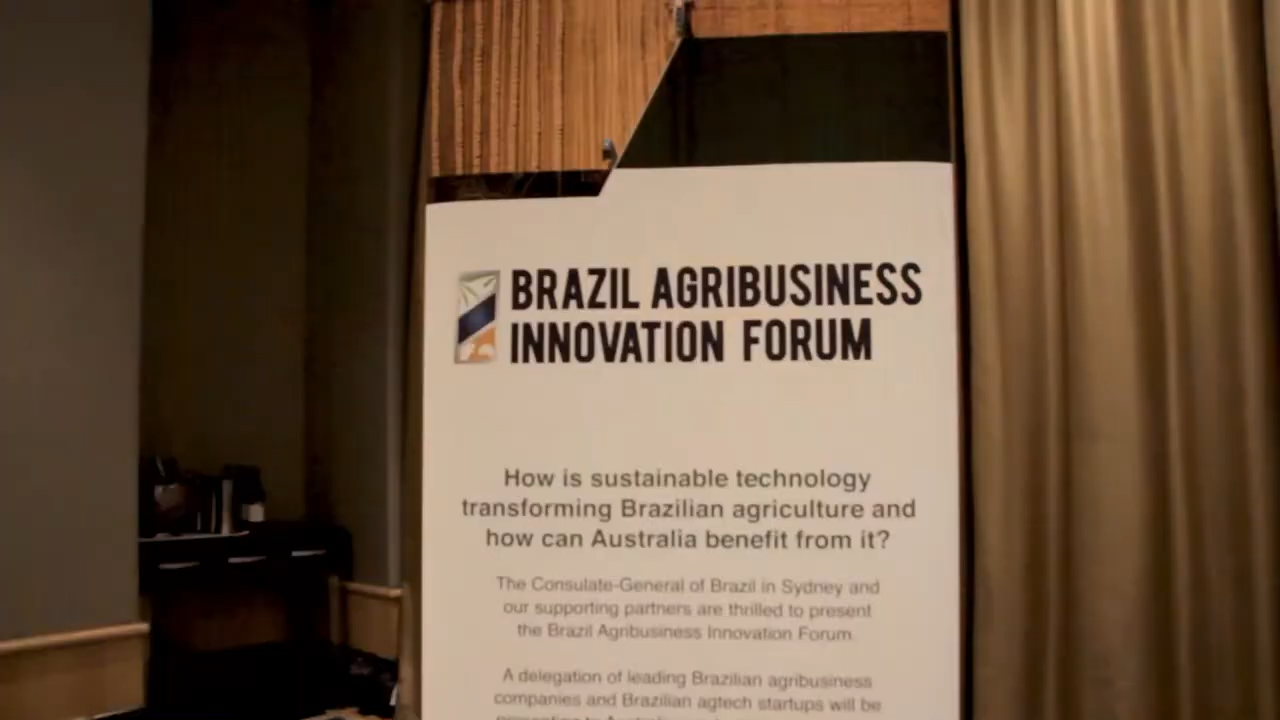 BRAZIL AGRIBUSINESS
INNOVATION FORUM
How is sustainable technology
transforming Brazilian agriculture and
how can Australia benefit from it?
The Consulate-General of Brazil in Sydney and
our supporting partners are thrilled to present
the Brazil Agribusiness Innovation Forum.
A delegation of leading Brazilian agribusiness
companies and Brazilian agtech startups will be